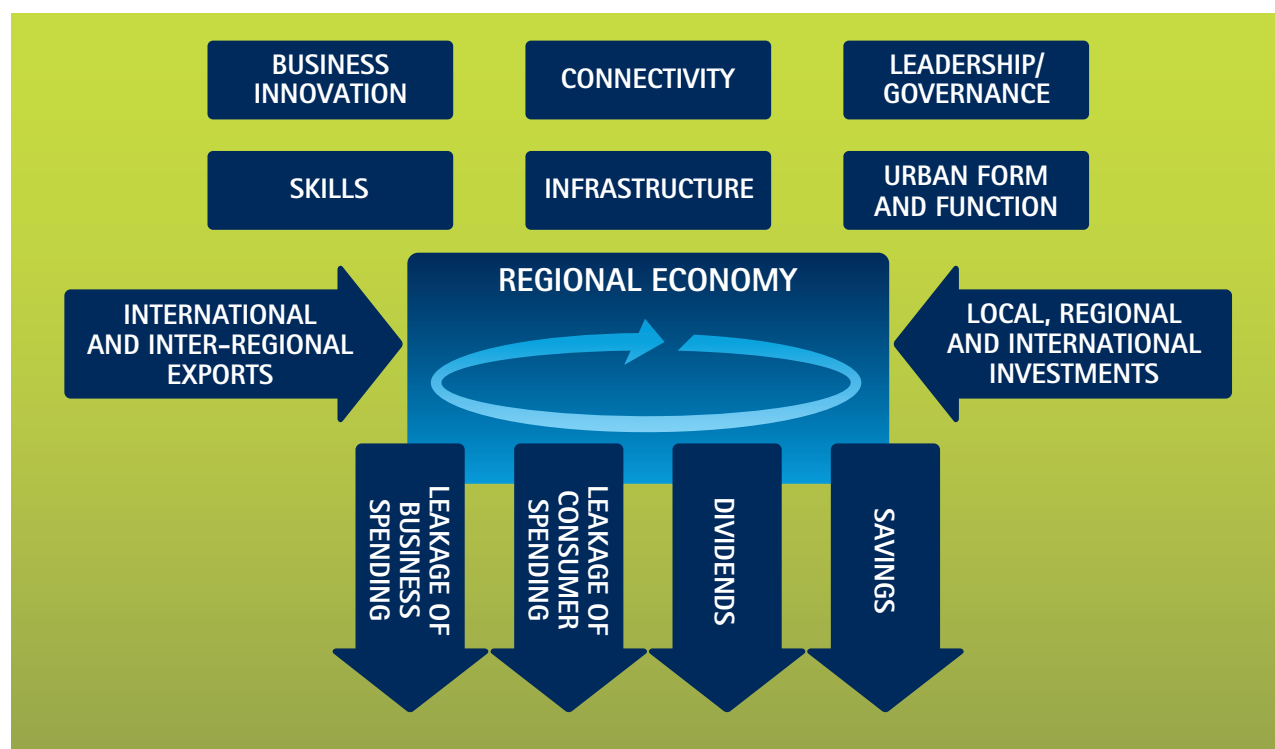 BUSINESS
INNOVATION
CONNECTIVITY
LEADERSHIP/
GOVERNANCE
SKILLS
INFRASTRUCTURE
URBAN FORM
AND FUNCTION
REGIONAL ECONOMY
INTERNATIONAL
AND INTER-REGIONAL
EXPORTS
LOCAL, REGIONAL
AND INTERNATIONAL
INVESTMENTS
LEAKAGE OF
BUSINESS
SPENDING
LEAKAGE OF
CONSUMER
SPENDING
DIVIDENDS
SAVINGS